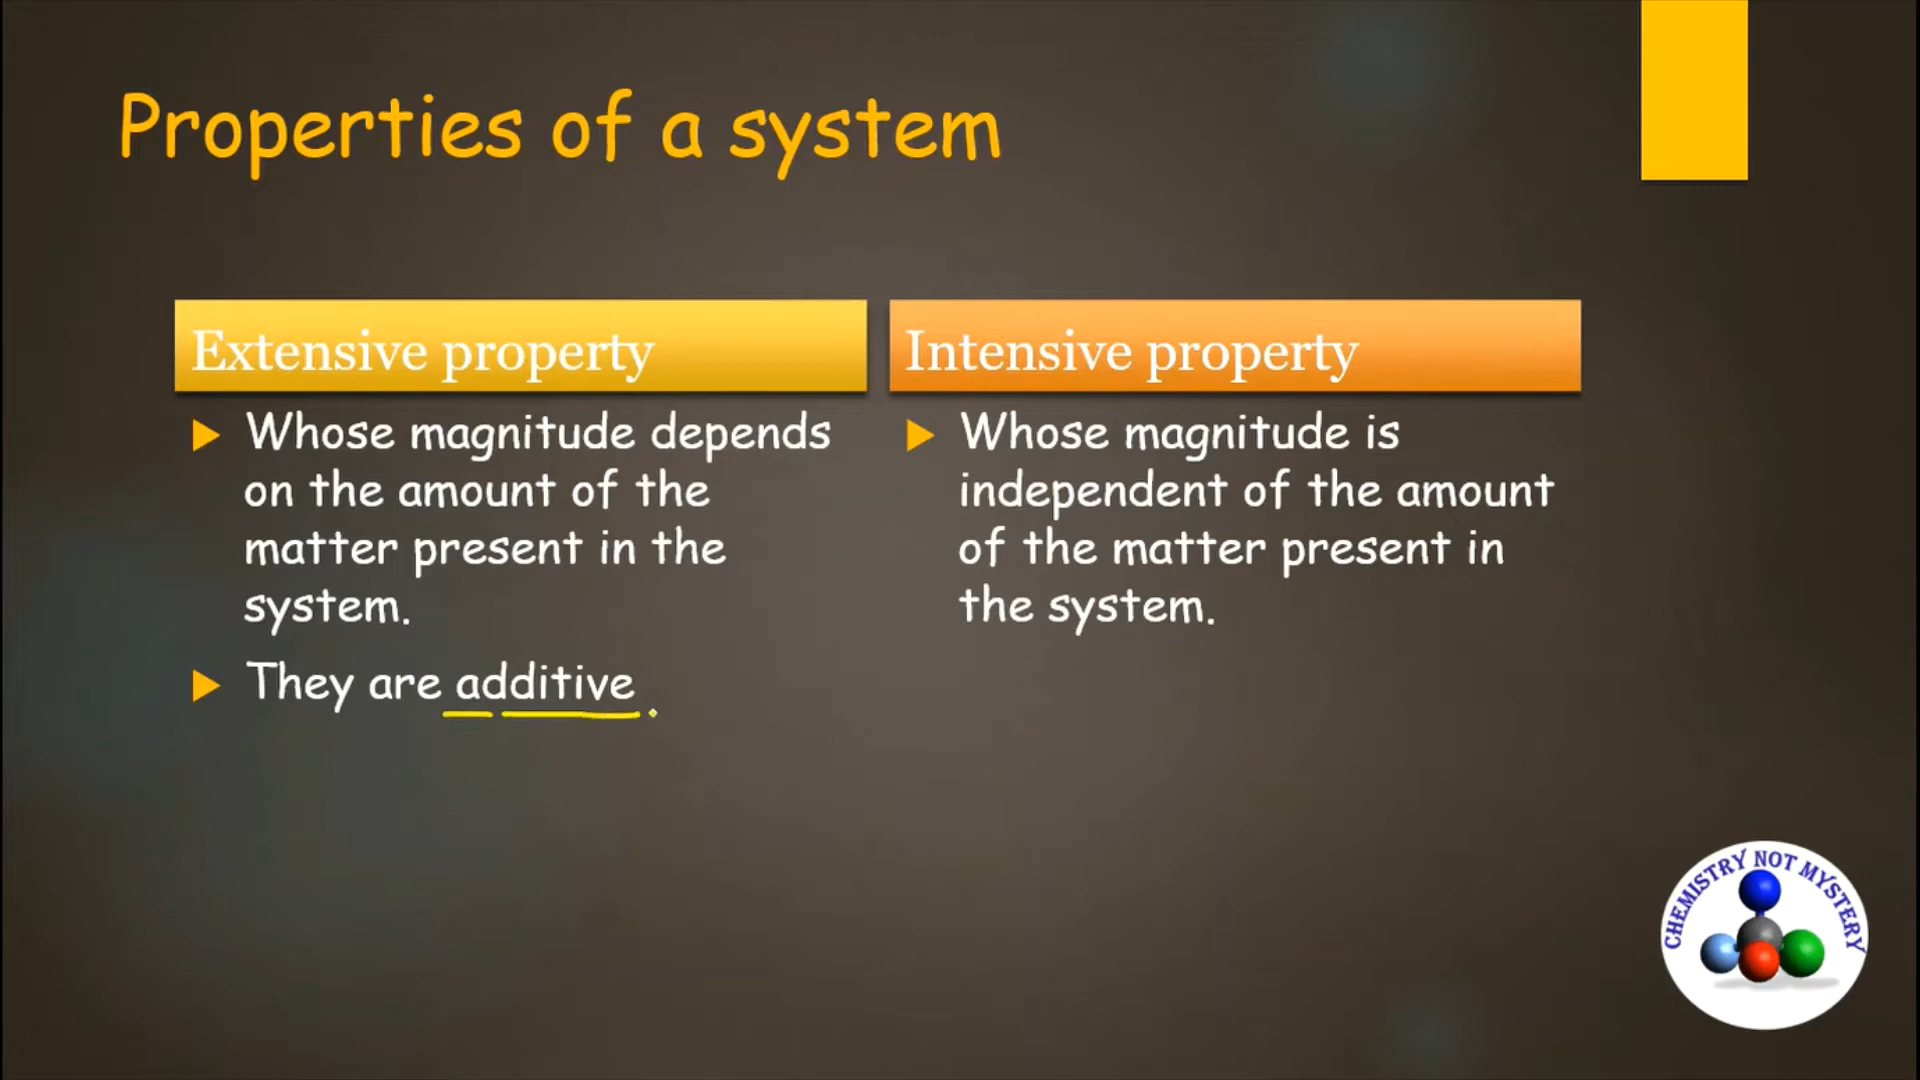 Properties of a system
Extensive property
Whose magnitude depends
on the amount of the
matter present in the
system.
They are additive.
Intensive property
Whose magnitude is
independent of the amount
of the matter present in
the system.
CHEMISTRY NOT MYSTERY